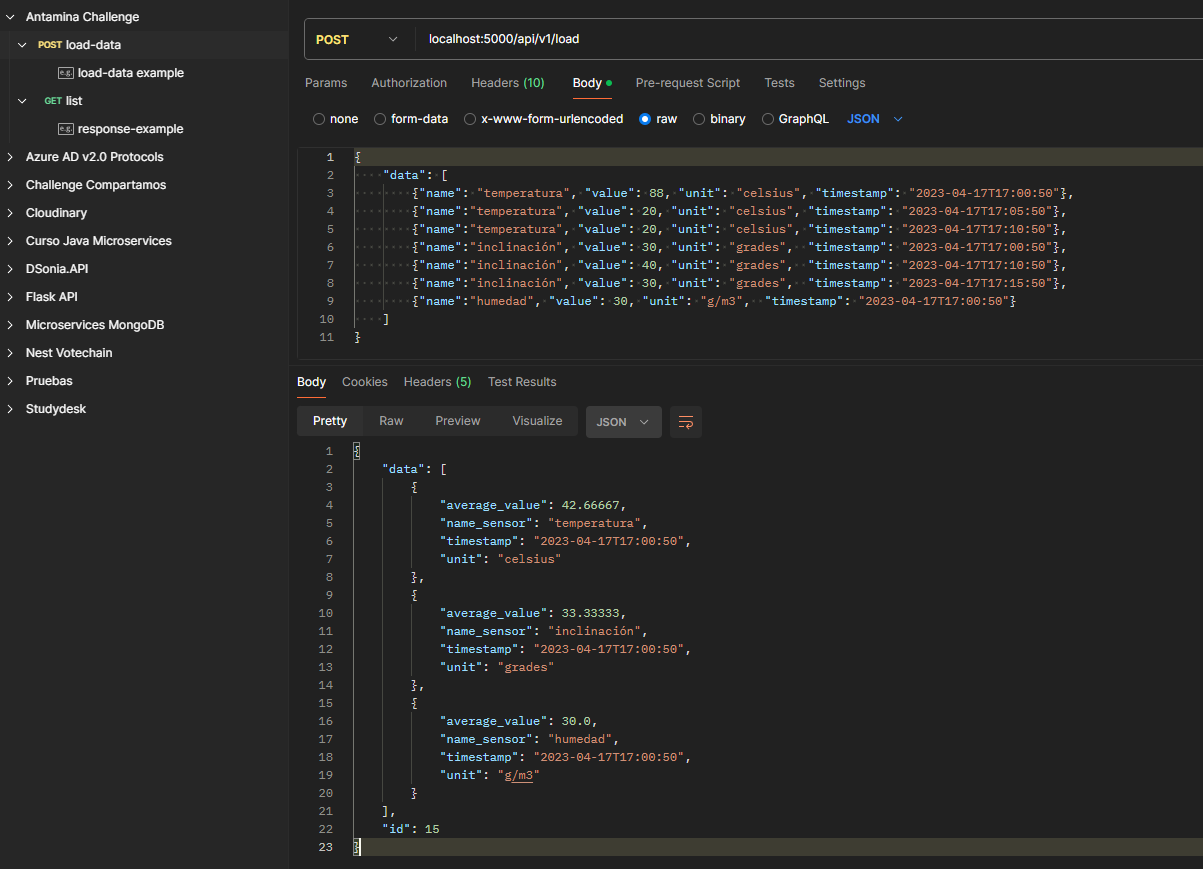 Antamina Challenge
POST load-data
e.g. load-data example
GET list
e.g. response-example
Azure AD v2.0 Protocols
Challenge Compartamos
Cloudinary
Curso Java Microservices
DSonia.API
Flask API
Microservices MongoDB
Nest Votechain
Pruebas
Studydesk
POST localhost:5000/api/v1/load
Params Authorization Headers (10) Body Pre-request Script Tests Settings
none form-data x-www-form-urlencoded raw binary GraphQL JSON
1 {
2 "data": [
3 {"name": "temperatura", "value": 88, "unit": "celsius", "timestamp": "2023-04-17T17:00:50"},
4 {"name":"temperatura", "value": 20, "unit": "celsius", "timestamp": "2023-04-17T17:05:50"},
5 {"name":"temperatura", "value": 20, "unit": "celsius", "timestamp": "2023-04-17T17:10:50"},
6 {"name":"inclinación", "value": 30, "unit": "grades", "timestamp": "2023-04-17T17:00:50"},
7 {"name":"inclinación", "value": 40, "unit": "grades", "timestamp": "2023-04-17T17:10:50"},
8 {"name":"inclinación", "value": 30, "unit": "grades", "timestamp": "2023-04-17T17:15:50"},
9 {"name":"humedad", "value": 30, "unit": "g/m3", "timestamp": "2023-04-17T17:00:50"}
10 ]
11 }
Body Cookies Headers (5) Test Results
Pretty Raw Preview Visualize JSON
1 {
2 "data": [
3 {
4 "average_value": 42.66667,
5 "name_sensor": "temperatura",
6 "timestamp": "2023-04-17T17:00:50",
7 "unit": "celsius"
8 },
9 {
10 "average_value": 33.33333,
11 "name_sensor": "inclinación",
12 "timestamp": "2023-04-17T17:00:50",
13 "unit": "grades"
14 },
15 {
16 "average_value": 30.0,
17 "name_sensor": "humedad",
18 "timestamp": "2023-04-17T17:00:50",
19 "unit": "g/m3"
20 }
21 ],
22 "id": 15
23 }